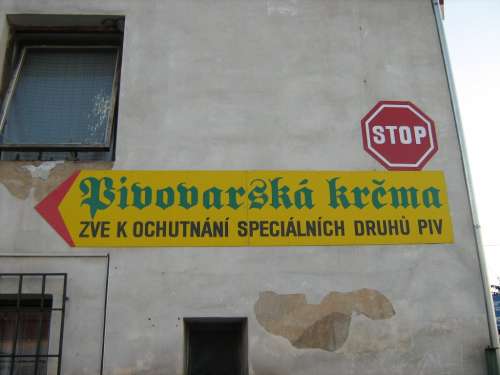 STOP
Pivovarská krčma
ZVE K OCHUTNÁNÍ SPECIÁLNÍCH DRUHŮ PIV